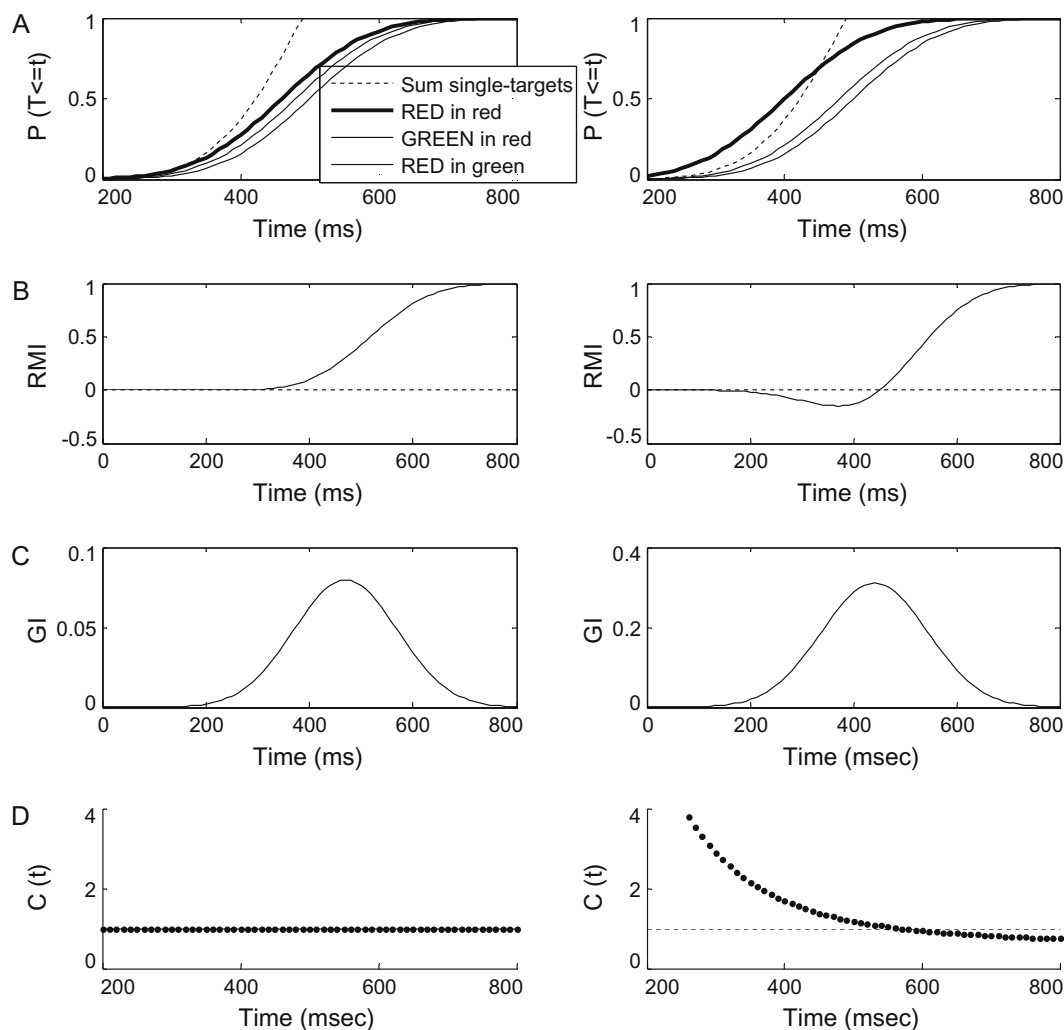 A
P (T<=t)
1
0.5
0
200 400 600 800
Time (ms)
Sum single-targets
RED in red
GREEN in red
RED in green
P (T<=t)
1
0.5
0
200 400 600 800
Time (ms)
B
RMI
1
0.5
0
-0.5
0 200 400 600 800
Time (ms)
RMI
1
0.5
0
-0.5
0 200 400 600 800
Time (ms)
C
GI
0.1
0.05
0
0 200 400 600 800
Time (ms)
GI
0.4
0.2
0
0 200 400 600 800
Time (msec)
D
C (t)
4
2
0
200 400 600 800
Time (msec)
C (t)
4
2
0
200 400 600 800
Time (msec)